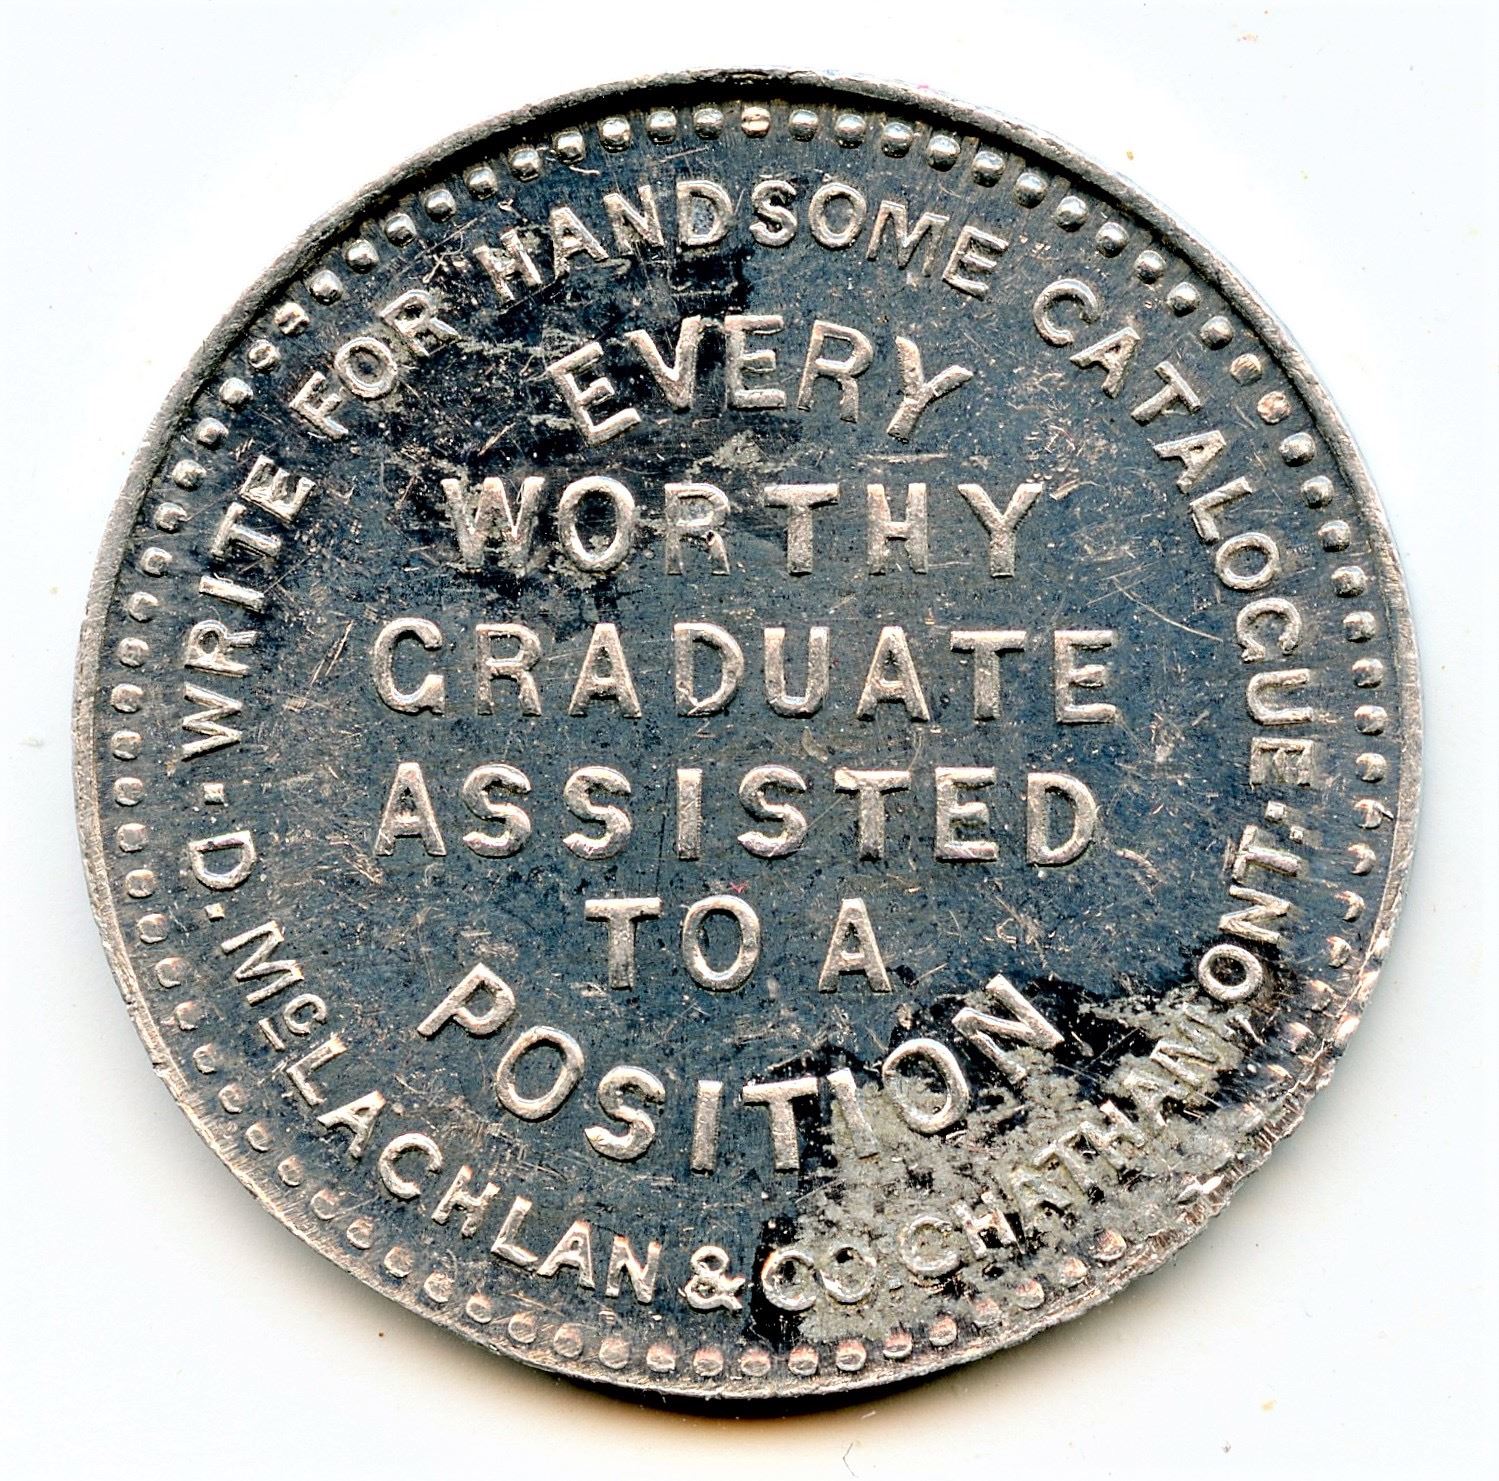 WRITE FOR HANDSOME CATALOGUE
EVERY
WORTHY
GRADUATE
ASSISTED
TO A
POSITION
· D · McLACHLAN & CO CHATHAM, ONT. ·